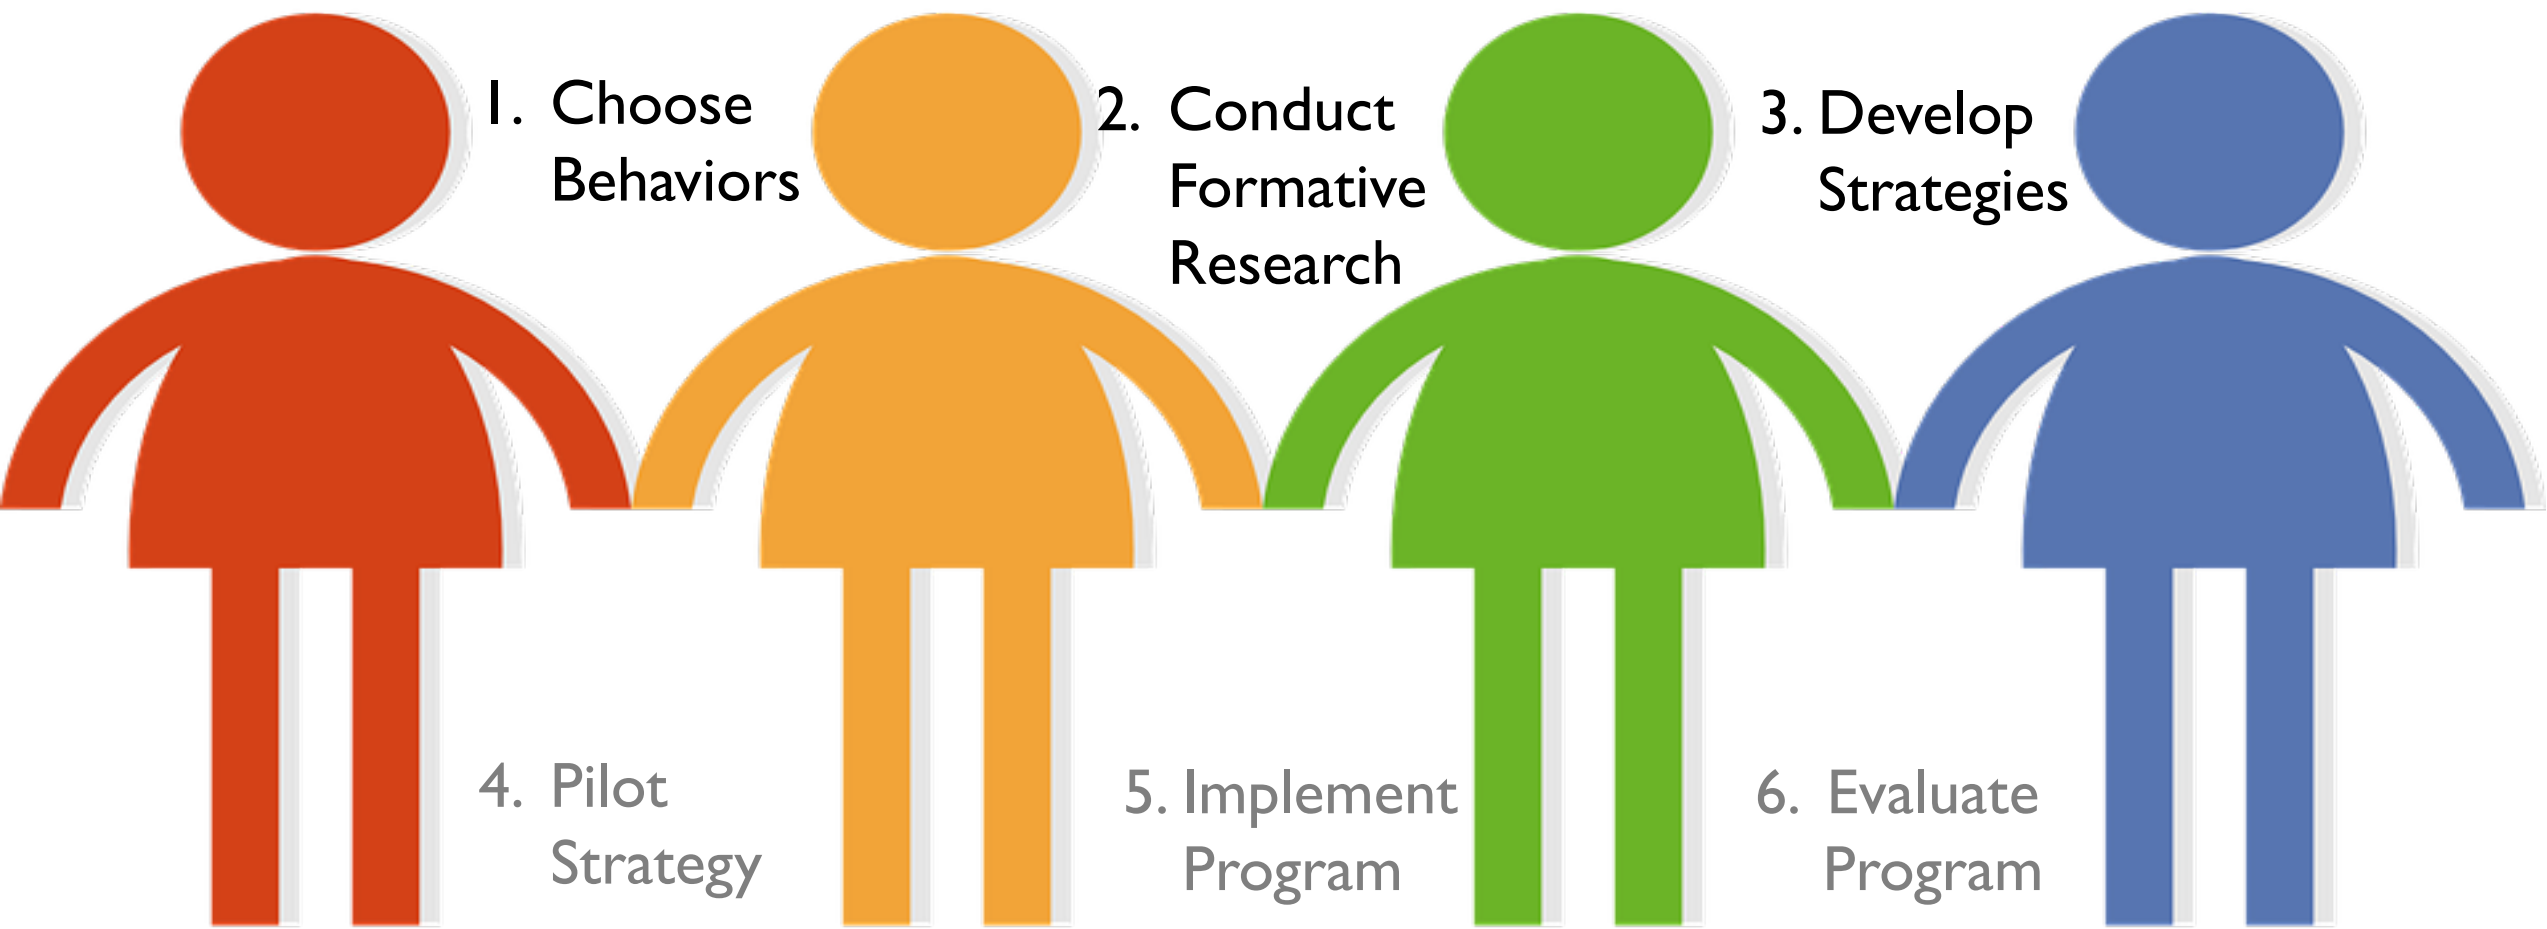 1. Choose
Behaviors
2. Conduct
Formative
Research
3. Develop
Strategies
4. Pilot
Strategy
5. Implement
Program
6. Evaluate
Program